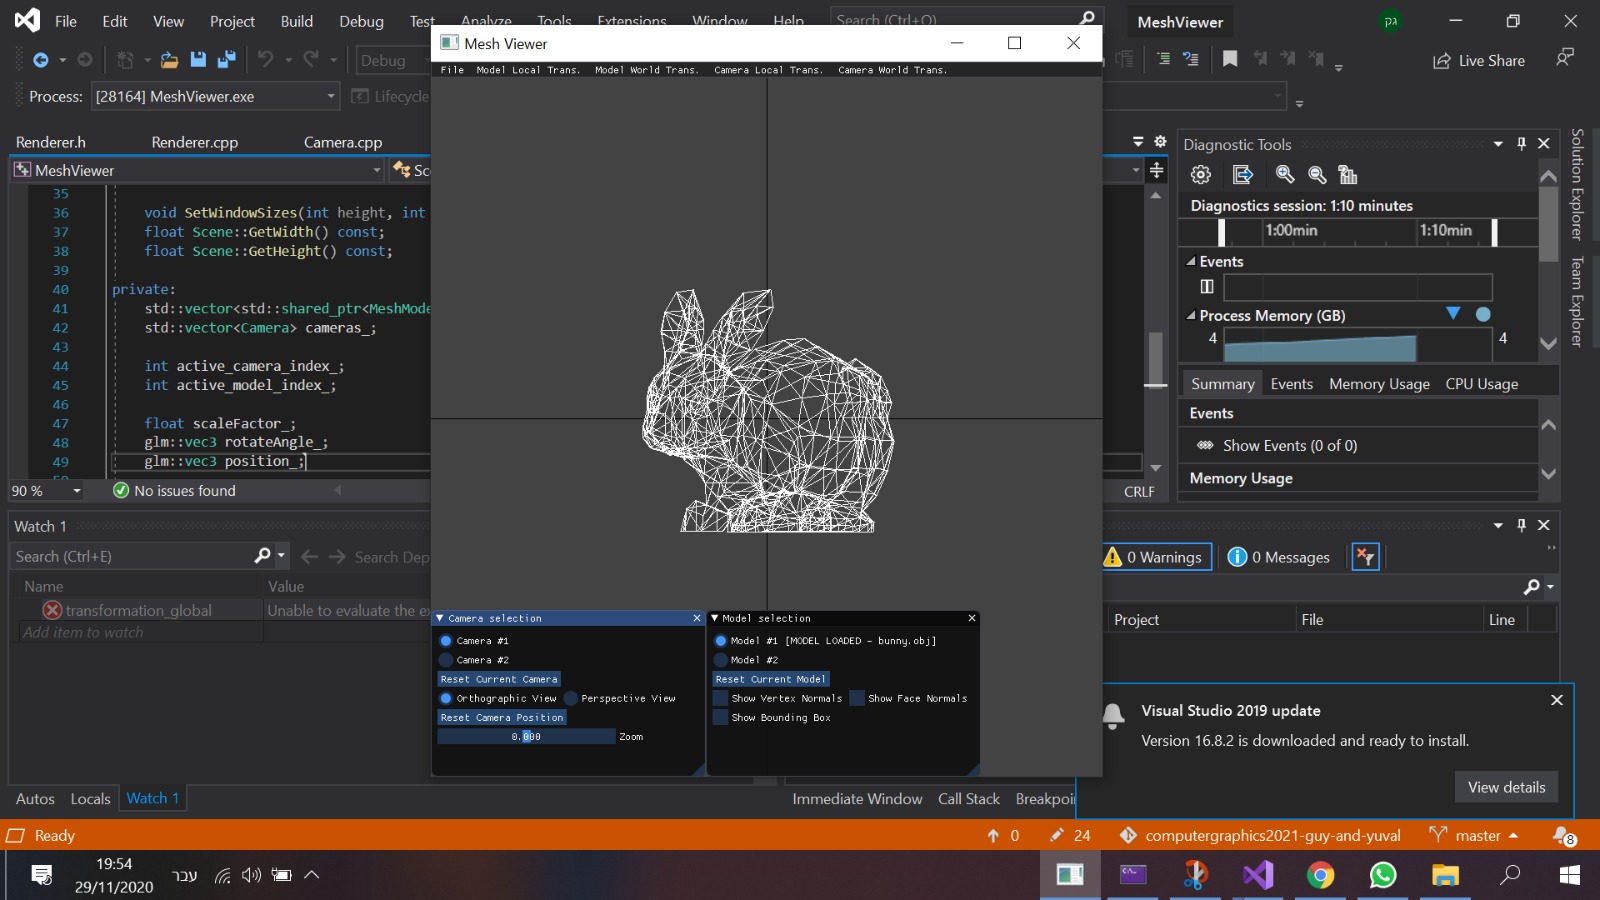 File Edit View Project Build Debug Test Analyze Tools Extensions Window Help Search (Ctrl+Q) MeshViewer גק
Mesh Viewer
Debug
Live Share
File Model Local Trans. Model World Trans. Camera Local Trans. Camera World Trans.
Process: [28164] MeshViewer.exe Lifecycle
Renderer.h Renderer.cpp Camera.cpp
MeshViewer Sc
35
36 void SetWindowSizes(int height, int
37 float Scene::GetWidth() const;
38 float Scene::GetHeight() const;
39
40 private:
41 std::vector<std::shared_ptr<MeshMode
42 std::vector<Camera> cameras_;
43
44 int active_camera_index_;
45 int active_model_index_;
46
47 float scaleFactor_;
48 glm::vec3 rotateAngle_;
49 glm::vec3 position_;
90 % No issues found
CRLF
Diagnostic Tools
Diagnostics session: 1:10 minutes
1:00min 1:10min
Events
Process Memory (GB)
4 4
Summary Events Memory Usage CPU Usage
Events
Show Events (0 of 0)
Memory Usage
Solution Explorer
Team Explorer
Watch 1
Search (Ctrl+E) Search Dep
Name Value
transformation_global Unable to evaluate the ex
Add item to watch
Camera selection
Camera #1
Camera #2
Reset Current Camera
Orthographic View Perspective View
Reset Camera Position
0.000 Zoom
Model selection
Model #1 [MODEL LOADED - bunny.obj]
Model #2
Reset Current Model
Show Vertex Normals Show Face Normals
Show Bounding Box
0 Warnings 0 Messages
Project File Line
Visual Studio 2019 update
Version 16.8.2 is downloaded and ready to install.
View details
Autos Locals Watch 1
Immediate Window Call Stack Breakpoi
Ready 0 24 computergraphics2021-guy-and-yuval master 8
19:54
29/11/2020
עבר